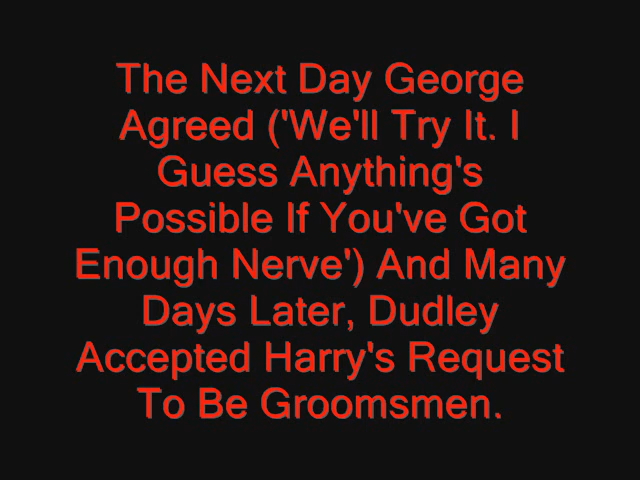 The Next Day George
Agreed ('We'll Try It. I
Guess Anything's
Possible If You've Got
Enough Nerve') And Many
Days Later, Dudley
Accepted Harry's Request
To Be Groomsmen.